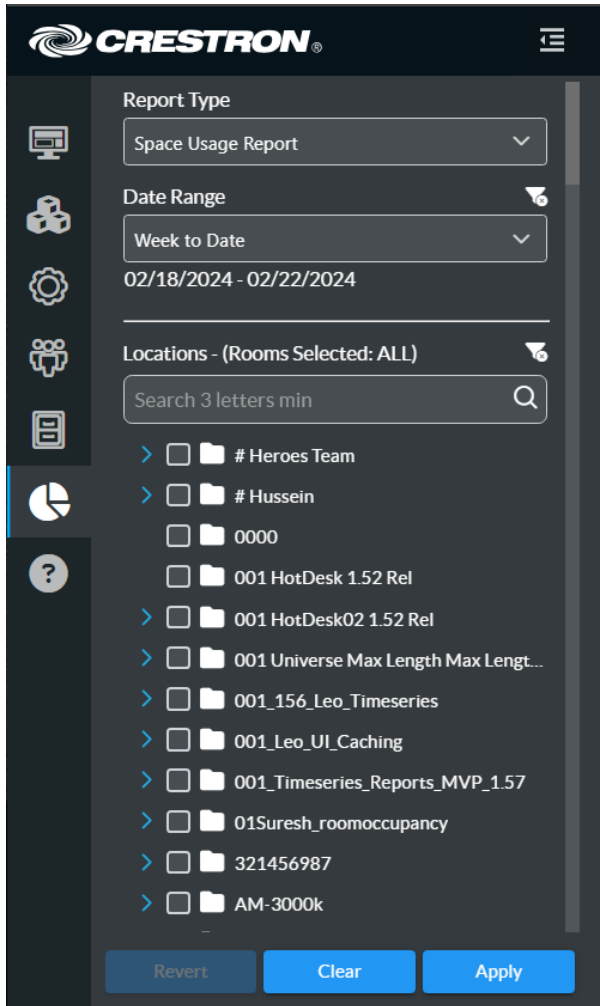 CRESTRON®
Report Type
Space Usage Report
Date Range
Week to Date
02/18/2024 - 02/22/2024
Locations - (Rooms Selected: ALL)
Search 3 letters min
# Heroes Team
# Hussein
0000
001 HotDesk 1.52 Rel
001 HotDesk02 1.52 Rel
001 Universe Max Length Max Lengt...
001_156_Leo_Timeseries
001_Leo_UI_Caching
001_Timeseries_Reports_MVP_1.57
01Suresh_roomoccupancy
321456987
AM-3000k
?
Revert Clear Apply